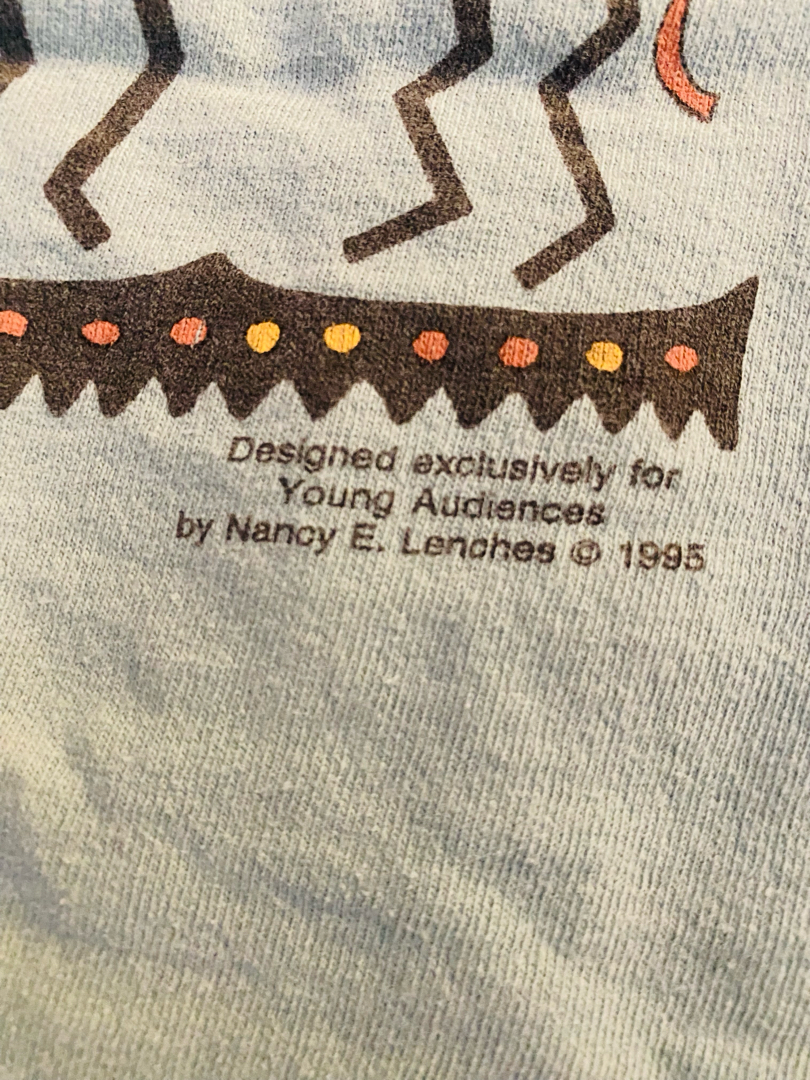 Designed exclusively for
Young Audiences
by Nancy E. Lenches © 1995